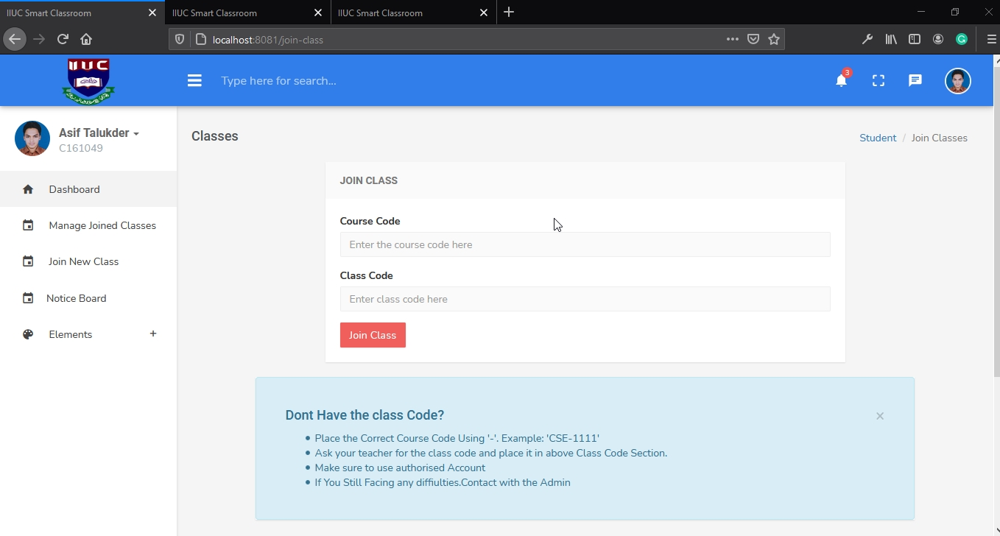 IIUC Smart Classroom
IIUC Smart Classroom
IIUC Smart Classroom
localhost:8081/join-class
IIUC
Type here for search...
3
Asif Talukder
C161049
Classes
Student / Join Classes
Dashboard
Manage Joined Classes
Join New Class
Notice Board
Elements +
JOIN CLASS
Course Code
Enter the course code here
Class Code
Enter class code here
Join Class
Dont Have the class Code?
×
• Place the Correct Course Code Using '-'. Example: 'CSE-1111'
• Ask your teacher for the class code and place it in above Class Code Section.
• Make sure to use authorised Account
• If You Still Facing any diffiulties.Contact with the Admin